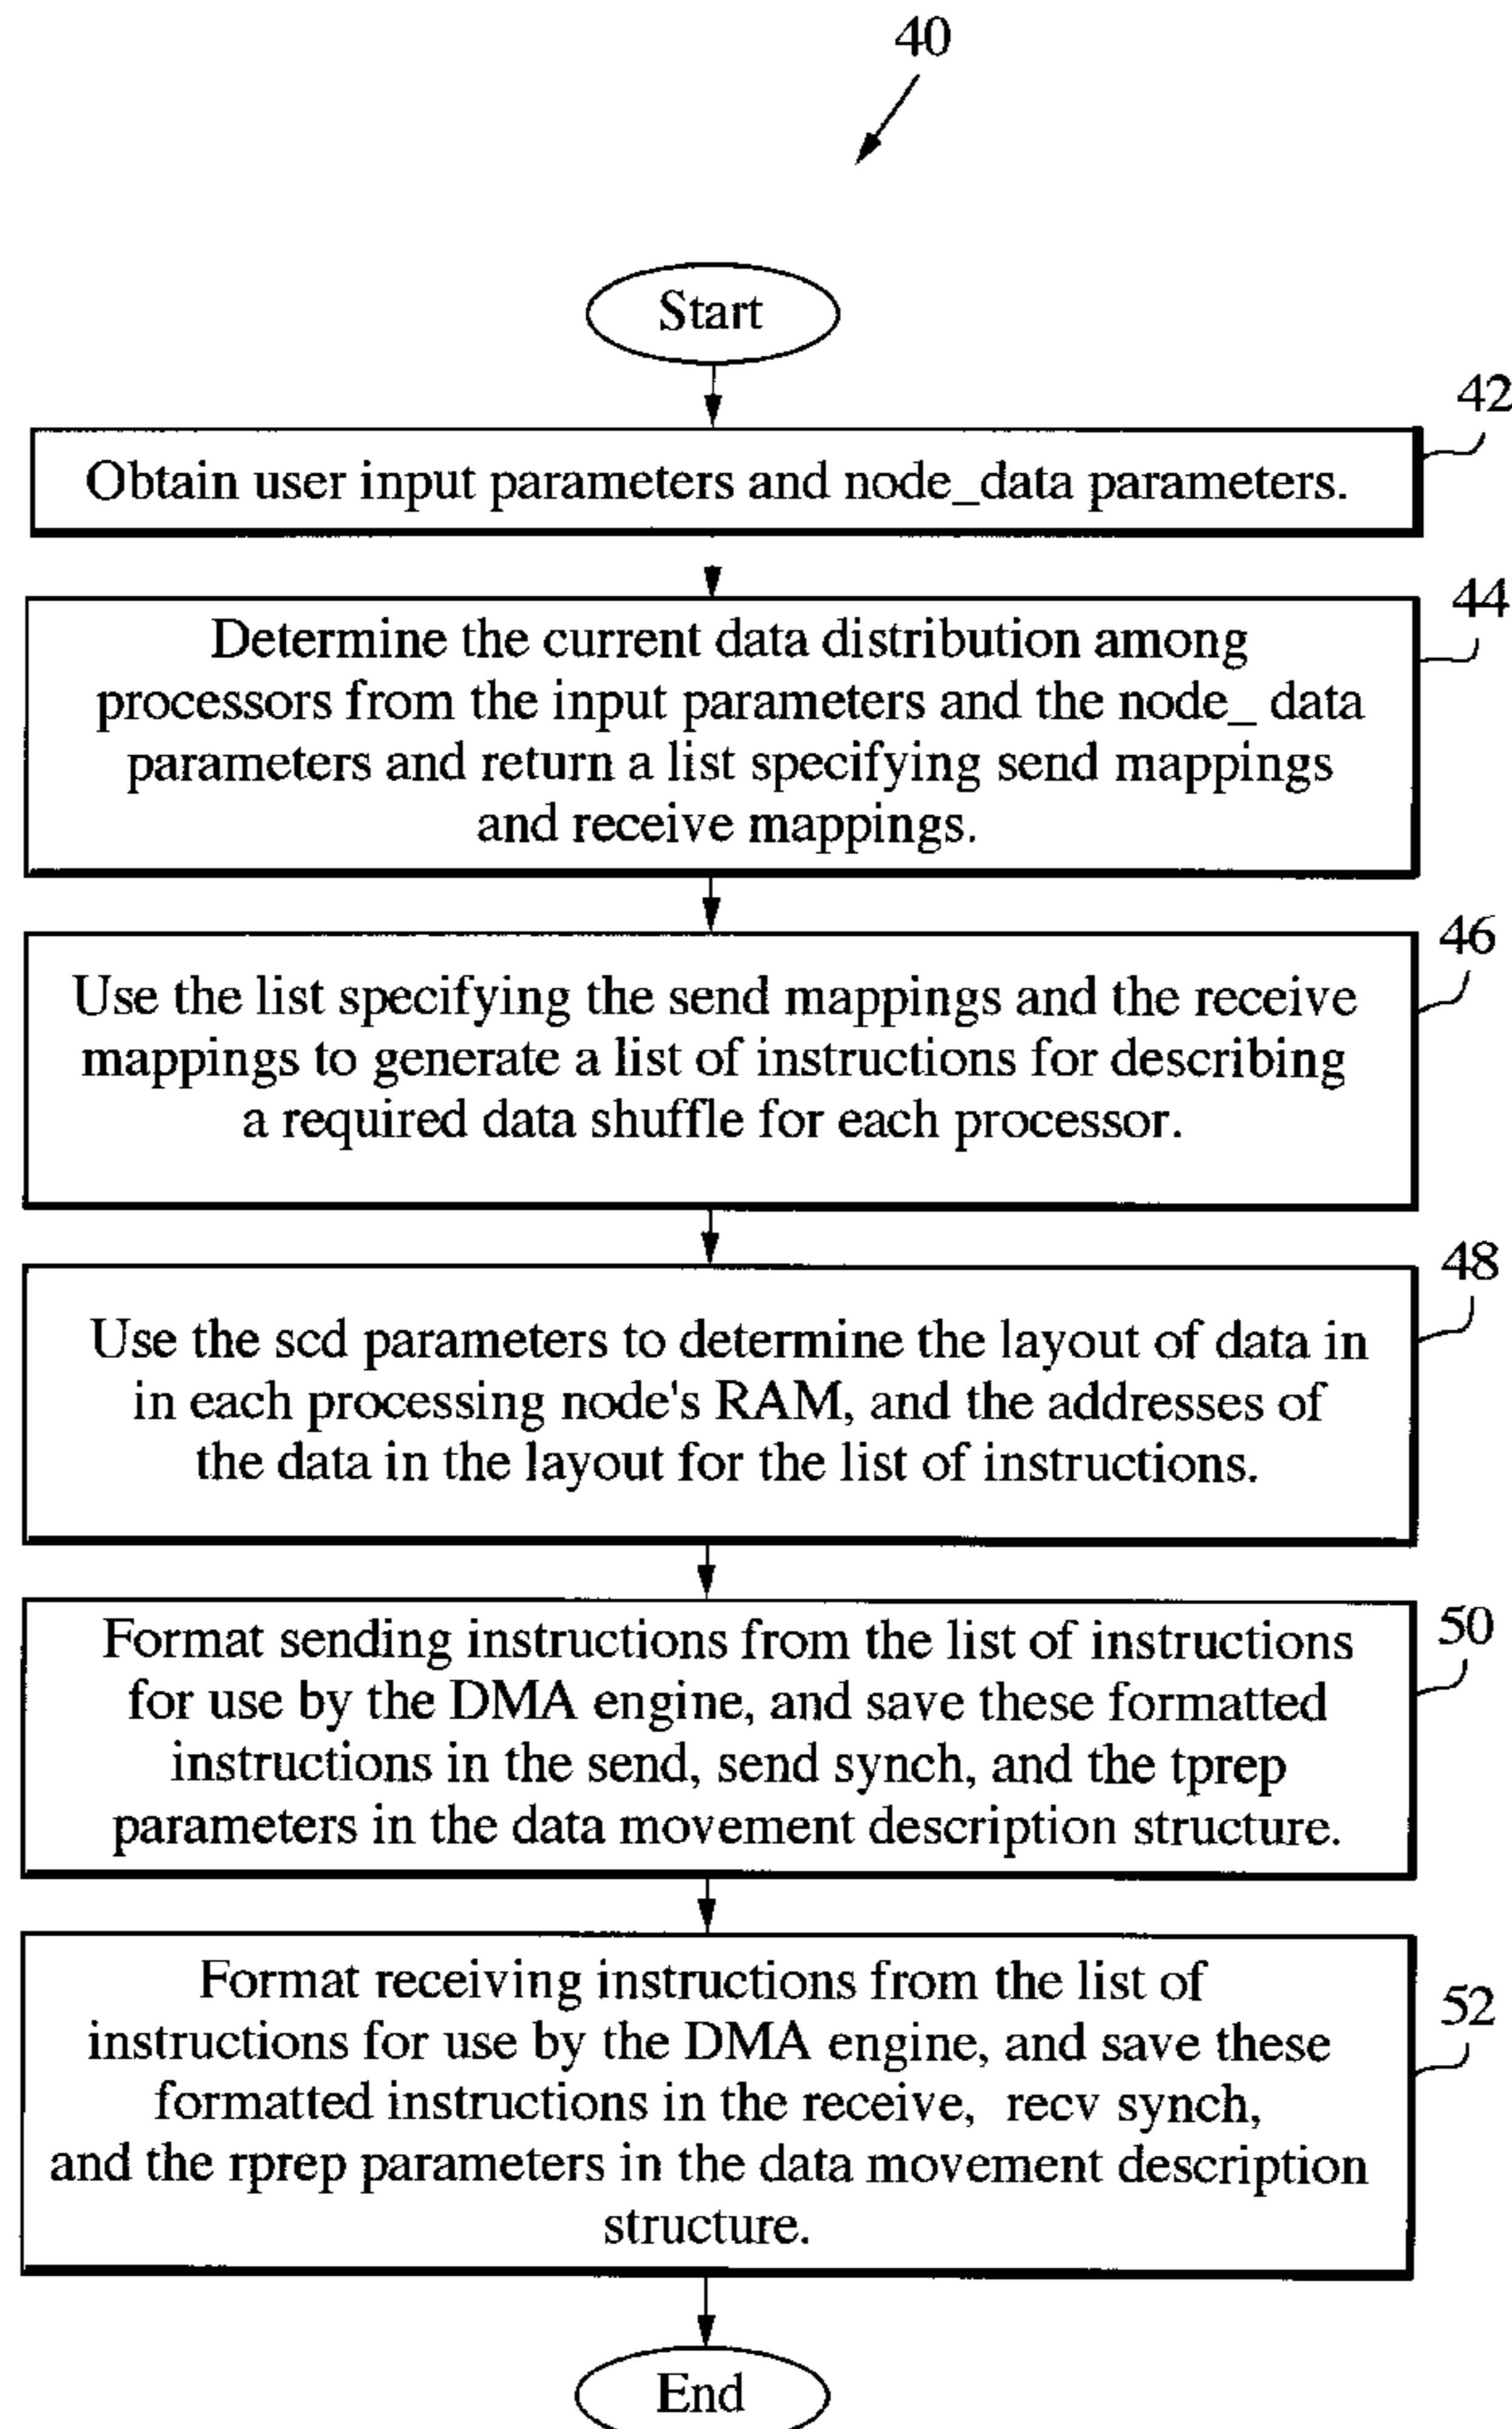 40
Start
42
Obtain user input parameters and node_data parameters.
44
Determine the current data distribution among
processors from the input parameters and the node_ data
parameters and return a list specifying send mappings
and receive mappings.
46
Use the list specifying the send mappings and the receive
mappings to generate a list of instructions for describing
a required data shuffle for each processor.
48
Use the scd parameters to determine the layout of data in
in each processing node's RAM, and the addresses of
the data in the layout for the list of instructions.
50
Format sending instructions from the list of instructions
for use by the DMA engine, and save these formatted
instructions in the send, send synch, and the tprep
parameters in the data movement description structure.
52
Format receiving instructions from the list of
instructions for use by the DMA engine, and save these
formatted instructions in the receive, recv synch,
and the rprep parameters in the data movement description
structure.
End